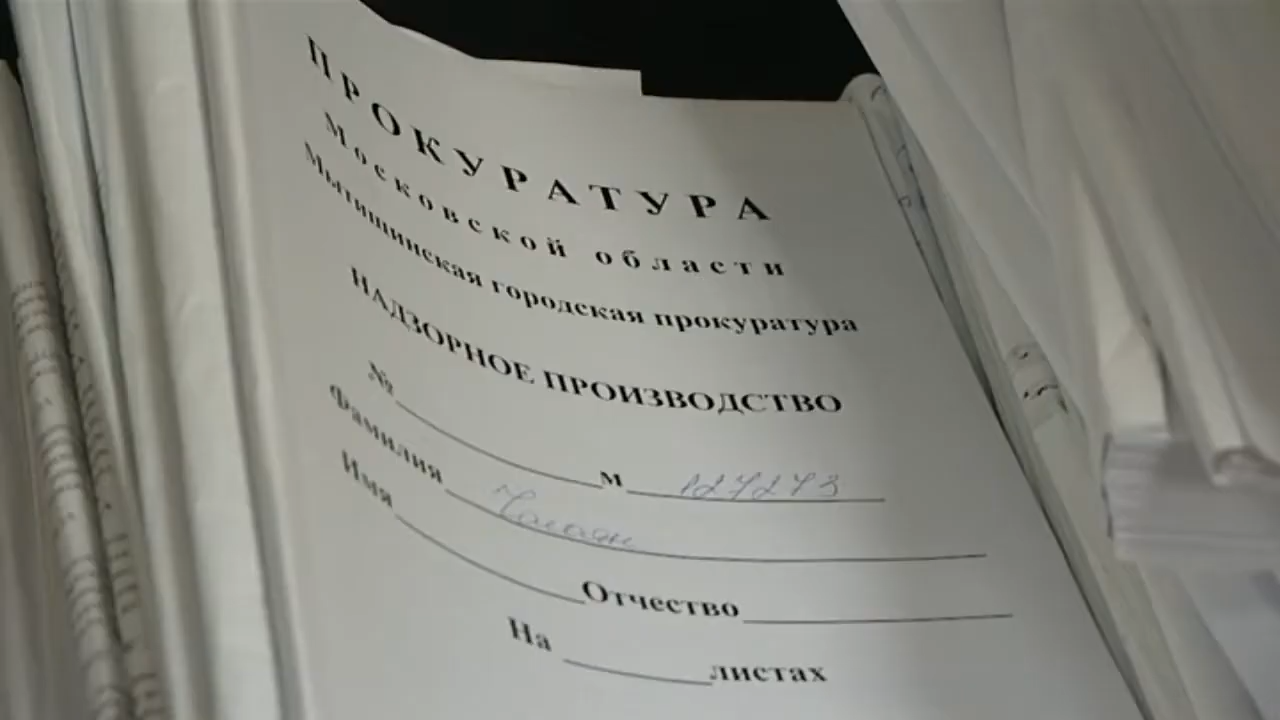 ПРОКУРАТУРА
Московской области
Мытищинская городская прокуратура
НАДЗОРНОЕ ПРОИЗВОДСТВО
№ м 127273
Фамилия
Имя Отчество
На листах